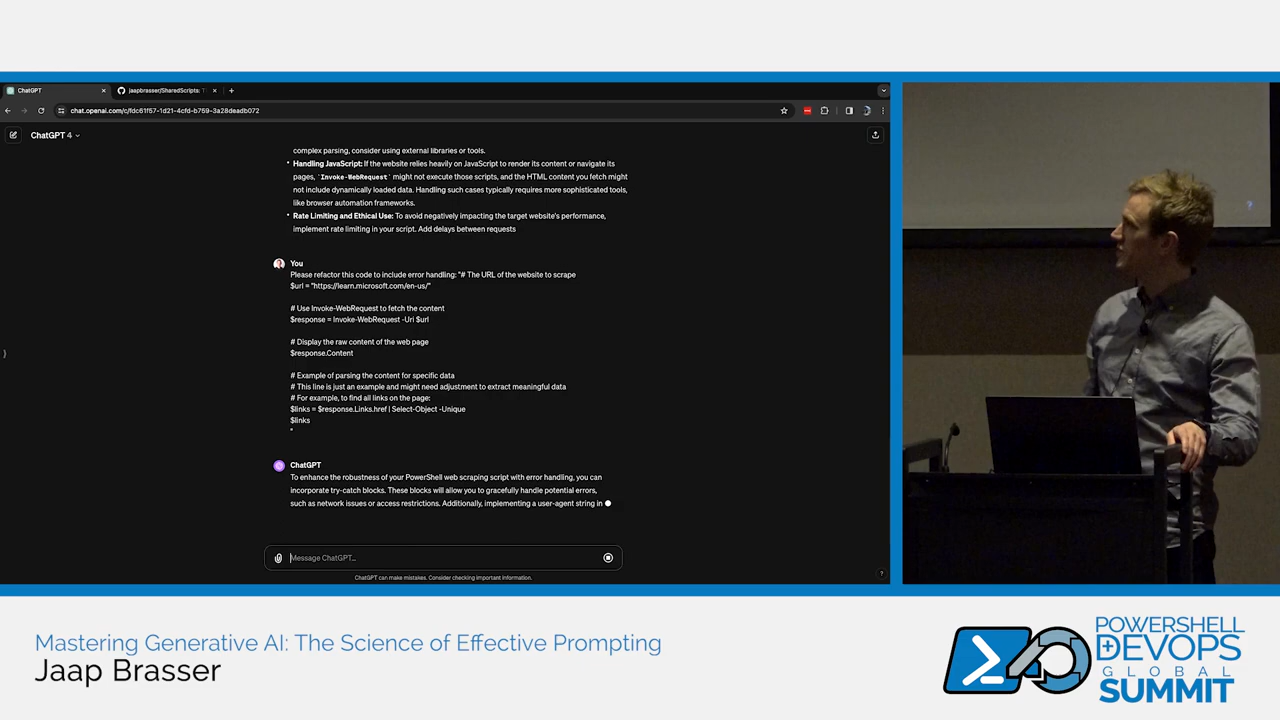 ChatGPT
jaapbrasser/SharedScripts: T
chat.openai.com/c/fdc61f57-1d21-4cfd-b759-3a28deadb072
ChatGPT 4
complex parsing, consider using external libraries or tools.
• Handling JavaScript: If the website relies heavily on JavaScript to render its content or navigate its
pages, `Invoke-WebRequest` might not execute those scripts, and the HTML content you fetch might
not include dynamically loaded data. Handling such cases typically requires more sophisticated tools,
like browser automation frameworks.
• Rate Limiting and Ethical Use: To avoid negatively impacting the target website's performance,
implement rate limiting in your script. Add delays between requests
You
Please refactor this code to include error handling: "# The URL of the website to scrape
$url = "https://learn.microsoft.com/en-us/"
# Use Invoke-WebRequest to fetch the content
$response = Invoke-WebRequest -Uri $url
# Display the raw content of the web page
}
$response.Content
# Example of parsing the content for specific data
# This line is just an example and might need adjustment to extract meaningful data
# For example, to find all links on the page:
$links = $response.Links.href | Select-Object -Unique
$links
"
ChatGPT
To enhance the robustness of your PowerShell web scraping script with error handling, you can
incorporate try-catch blocks. These blocks will allow you to gracefully handle potential errors,
such as network issues or access restrictions. Additionally, implementing a user-agent string in
Message ChatGPT...
ChatGPT can make mistakes. Consider checking important information.
?
?
Mastering Generative AI: The Science of Effective Prompting
Jaap Brasser
POWERSHELL
DEVOPS
GLOBAL
SUMMIT